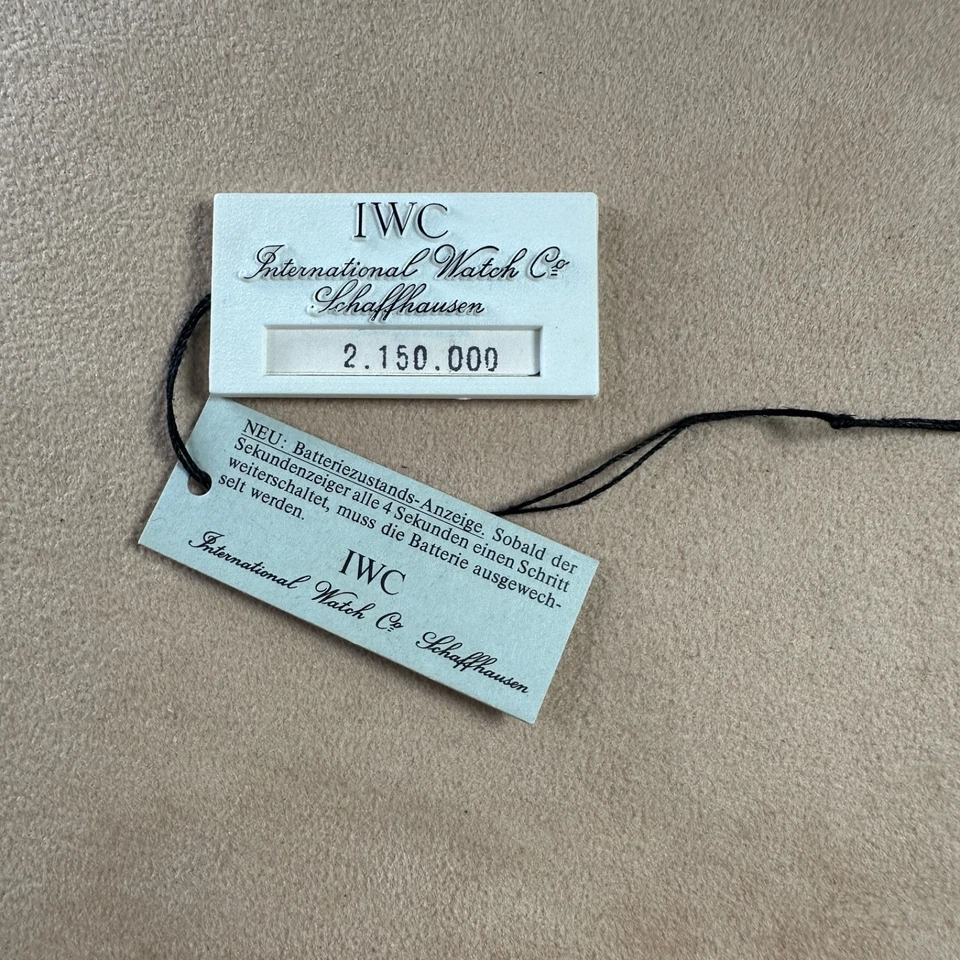 IWC
International Watch Co
Schaffhausen
2.150.000
NEU: Batteriezustands-Anzeige. Sobald der
Sekundenzeiger alle 4 Sekunden einen Schritt
weiterschaltet, muss die Batterie ausgewech-
selt werden.
IWC
International Watch Co Schaffhausen